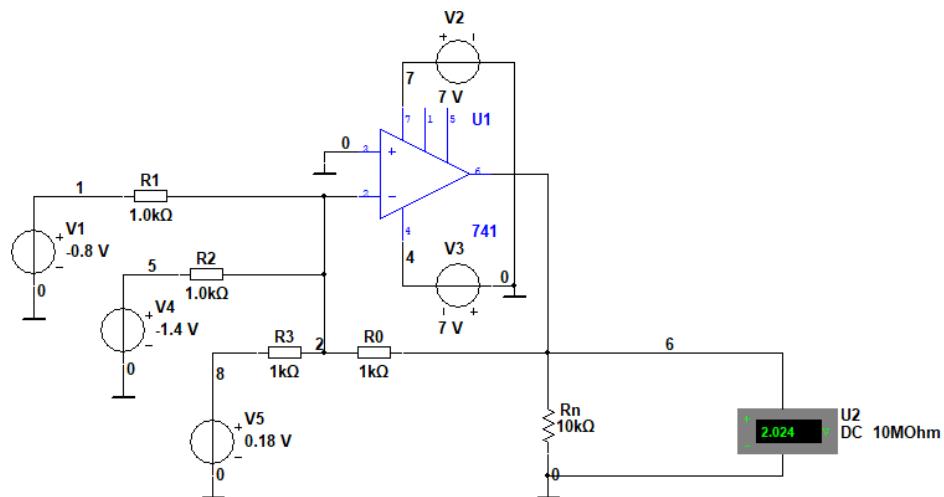 V2
+ −
7
7 V
7 1 5
U1
0 3 +
2 −
6
1
R1
1.0kΩ
V1
+
-0.8 V
−
0
4
4
741
V3
− +
7 V
0
5
R2
1.0kΩ
V4
+
-1.4 V
−
0
R3
1kΩ
2
R0
1kΩ
6
8
V5
+
0.18 V
−
0
Rn
10kΩ
0
U2
+ 2.024 V
−
DC 10MOhm